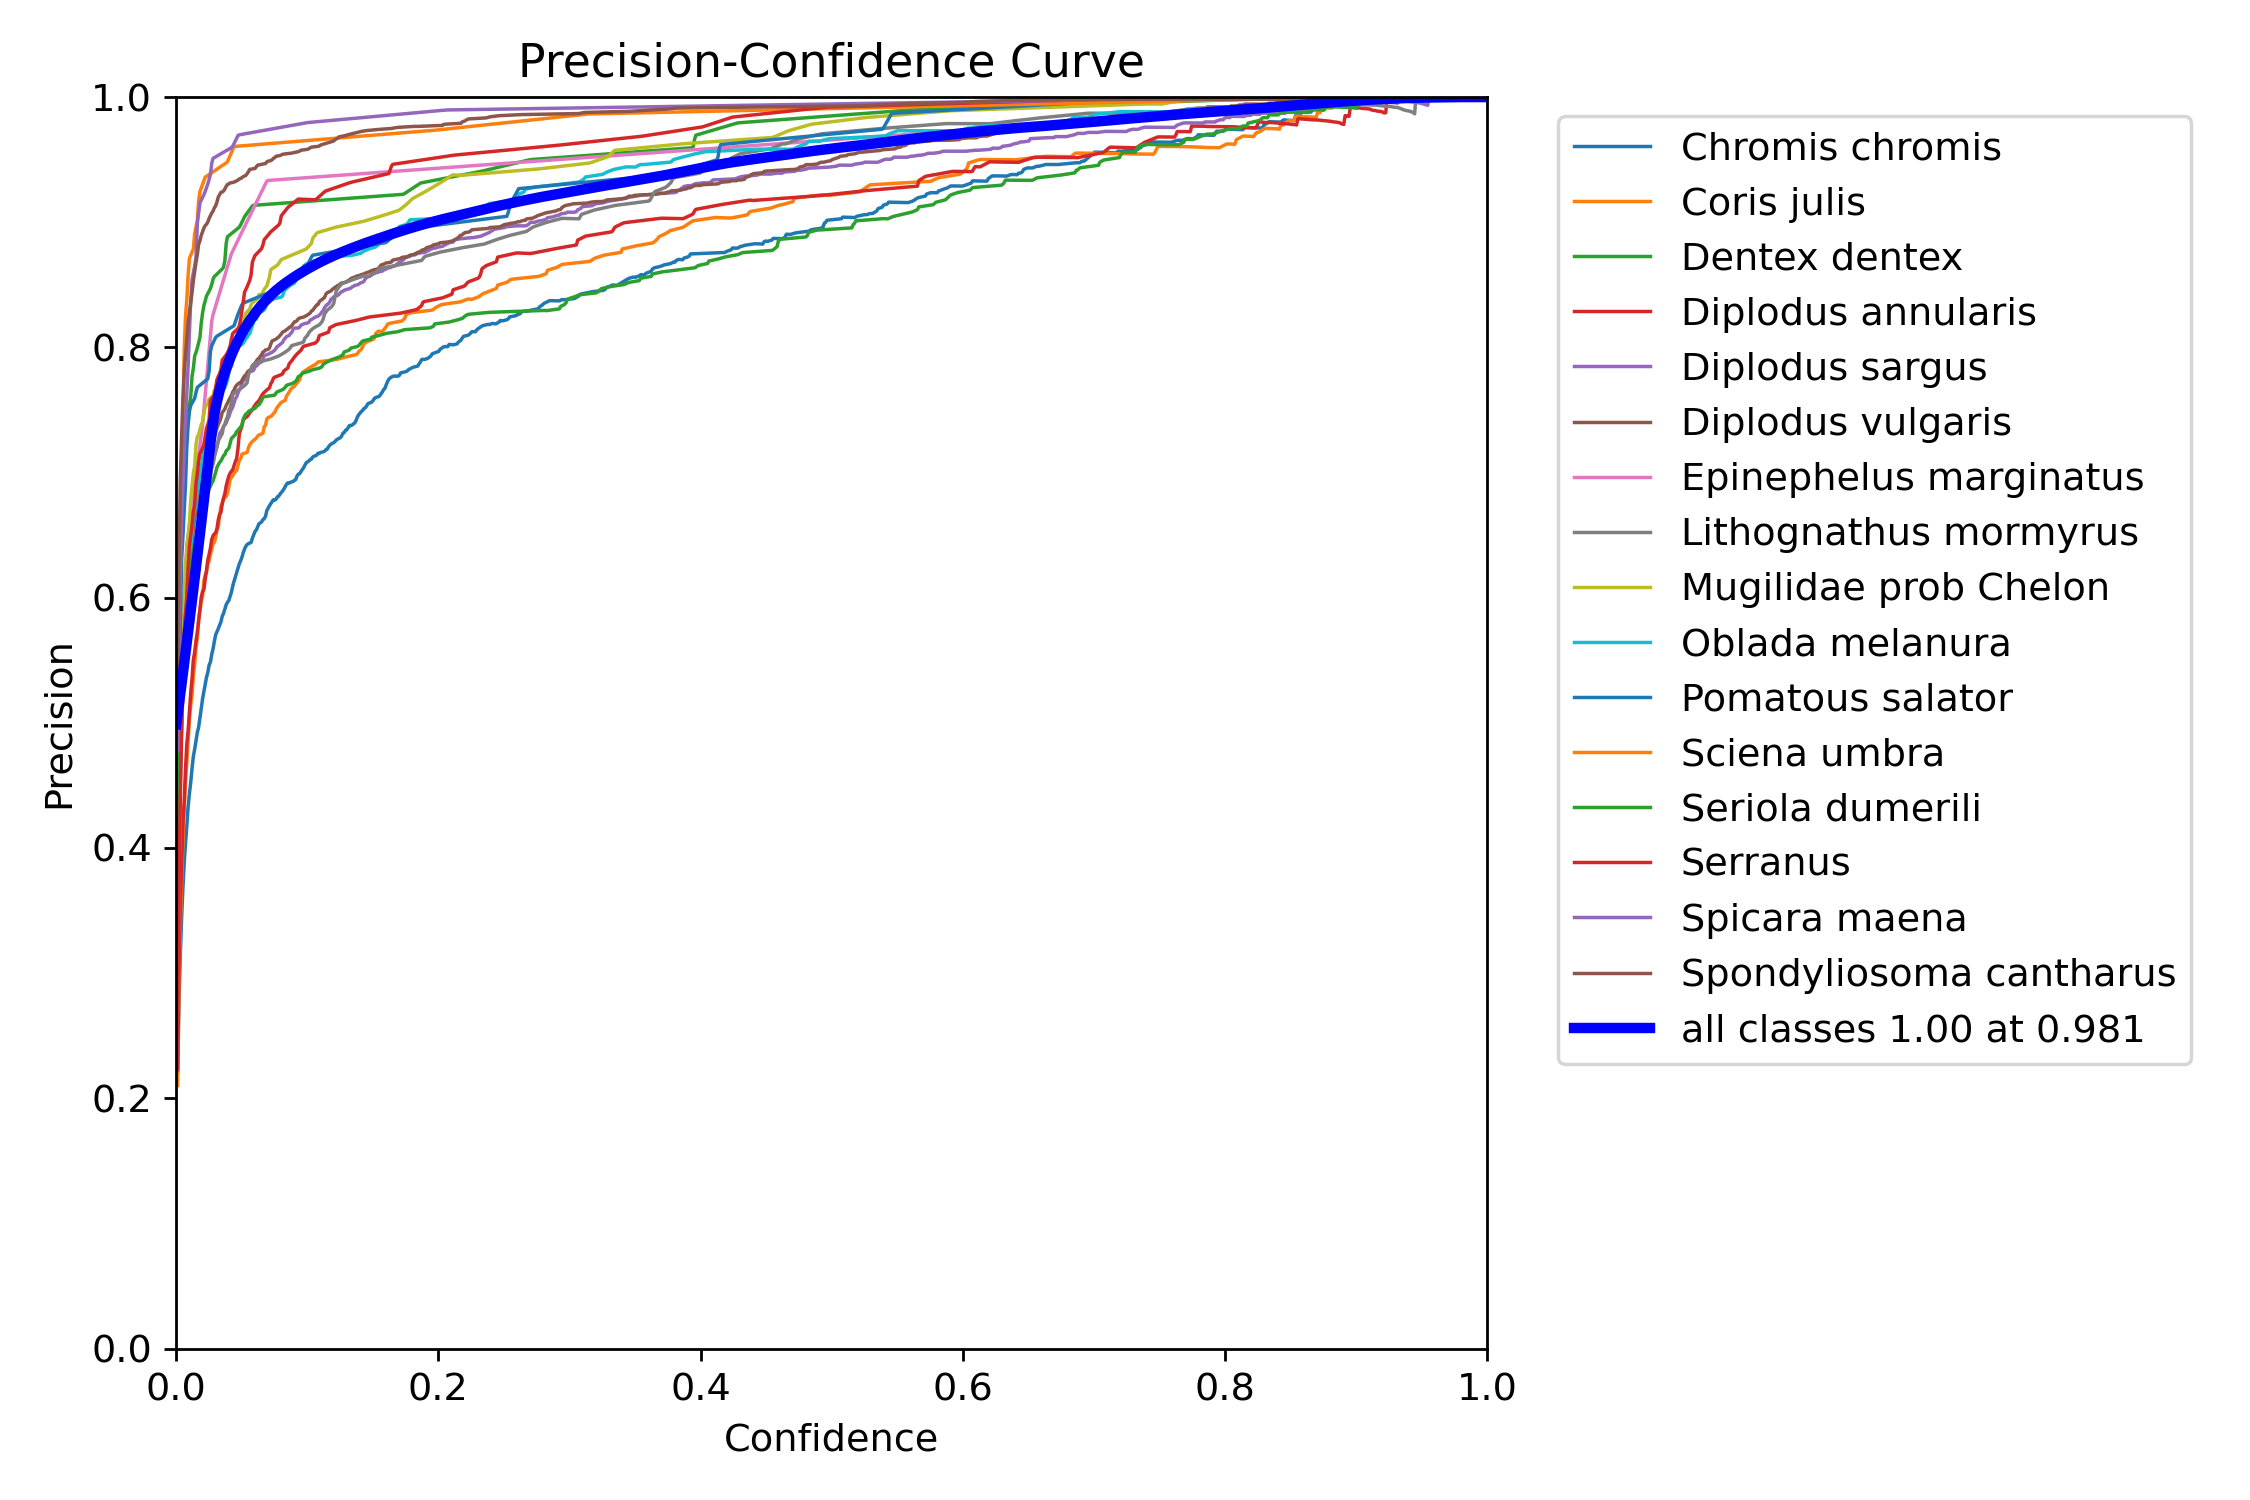 Precision-Confidence Curve
1.0
0.8
0.6
0.4
0.2
0.0
Precision
0.0 0.2 0.4 0.6 0.8 1.0
Confidence
Chromis chromis
Coris julis
Dentex dentex
Diplodus annularis
Diplodus sargus
Diplodus vulgaris
Epinephelus marginatus
Lithognathus mormyrus
Mugilidae prob Chelon
Oblada melanura
Pomatous salator
Sciena umbra
Seriola dumerili
Serranus
Spicara maena
Spondyliosoma cantharus
all classes 1.00 at 0.981